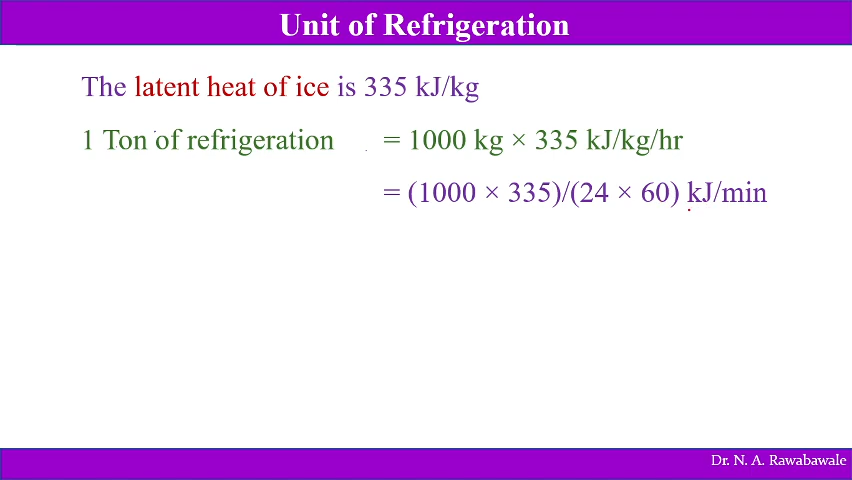 Unit of Refrigeration
The latent heat of ice is 335 kJ/kg
1 Ton of refrigeration = 1000 kg × 335 kJ/kg/hr
= (1000 × 335)/(24 × 60) kJ/min
Dr. N. A. Rawabawale